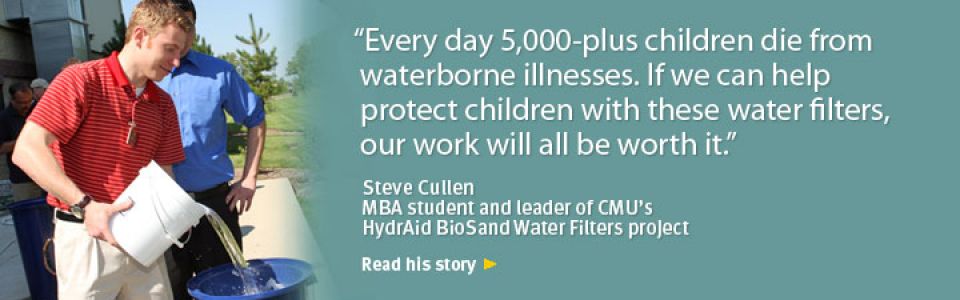 “Every day 5,000-plus children die from
waterborne illnesses. If we can help
protect children with these water filters,
our work will all be worth it.”
Steve Cullen
MBA student and leader of CMU’s
HydrAid BioSand Water Filters project
Read his story